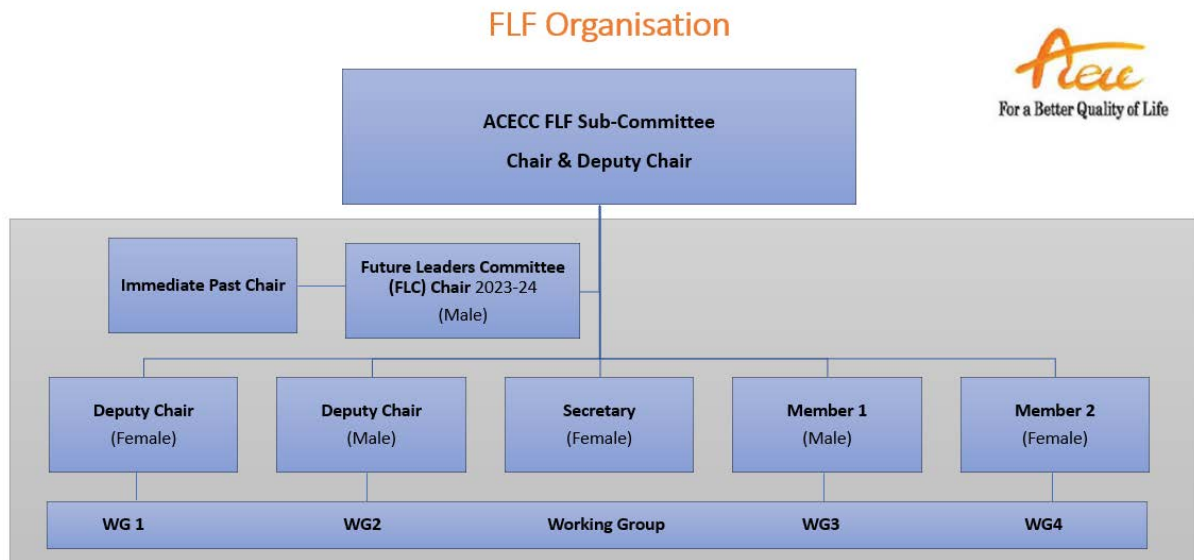 FLF Organisation
Acecc
For a Better Quality of Life
ACECC FLF Sub-Committee
Chair & Deputy Chair
Immediate Past Chair
Future Leaders Committee
(FLC) Chair 2023-24
(Male)
Deputy Chair
(Female)
Deputy Chair
(Male)
Secretary
(Female)
Member 1
(Male)
Member 2
(Female)
WG 1
WG2
Working Group
WG3
WG4